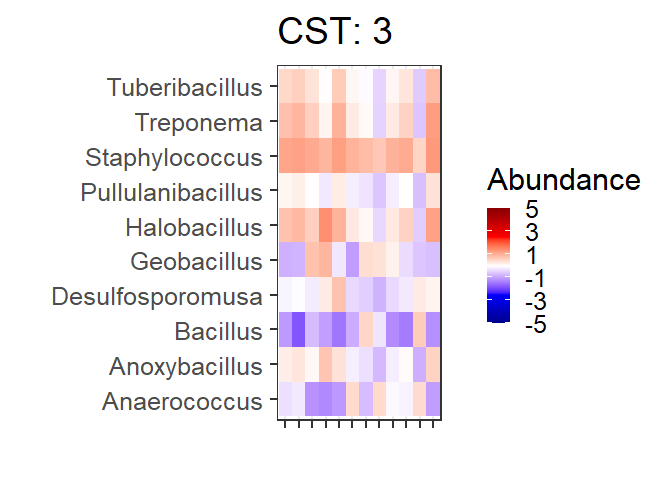 CST: 3
Tuberibacillus
Treponema
Staphylococcus
Pullulanibacillus
Halobacillus
Geobacillus
Desulfosporomusa
Bacillus
Anoxybacillus
Anaerococcus
Abundance
5
3
1
-1
-3
-5